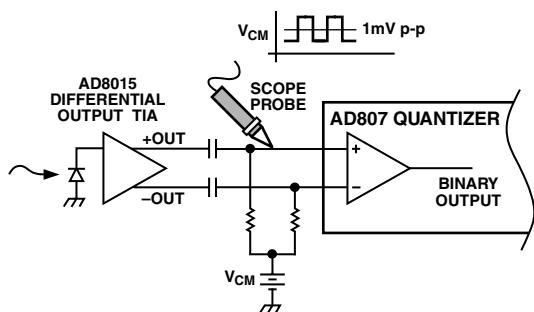 V_CM
1mV p-p
AD8015
DIFFERENTIAL
OUTPUT TIA
SCOPE
PROBE
AD807 QUANTIZER
+OUT
+
−OUT
−
BINARY
OUTPUT
V_CM